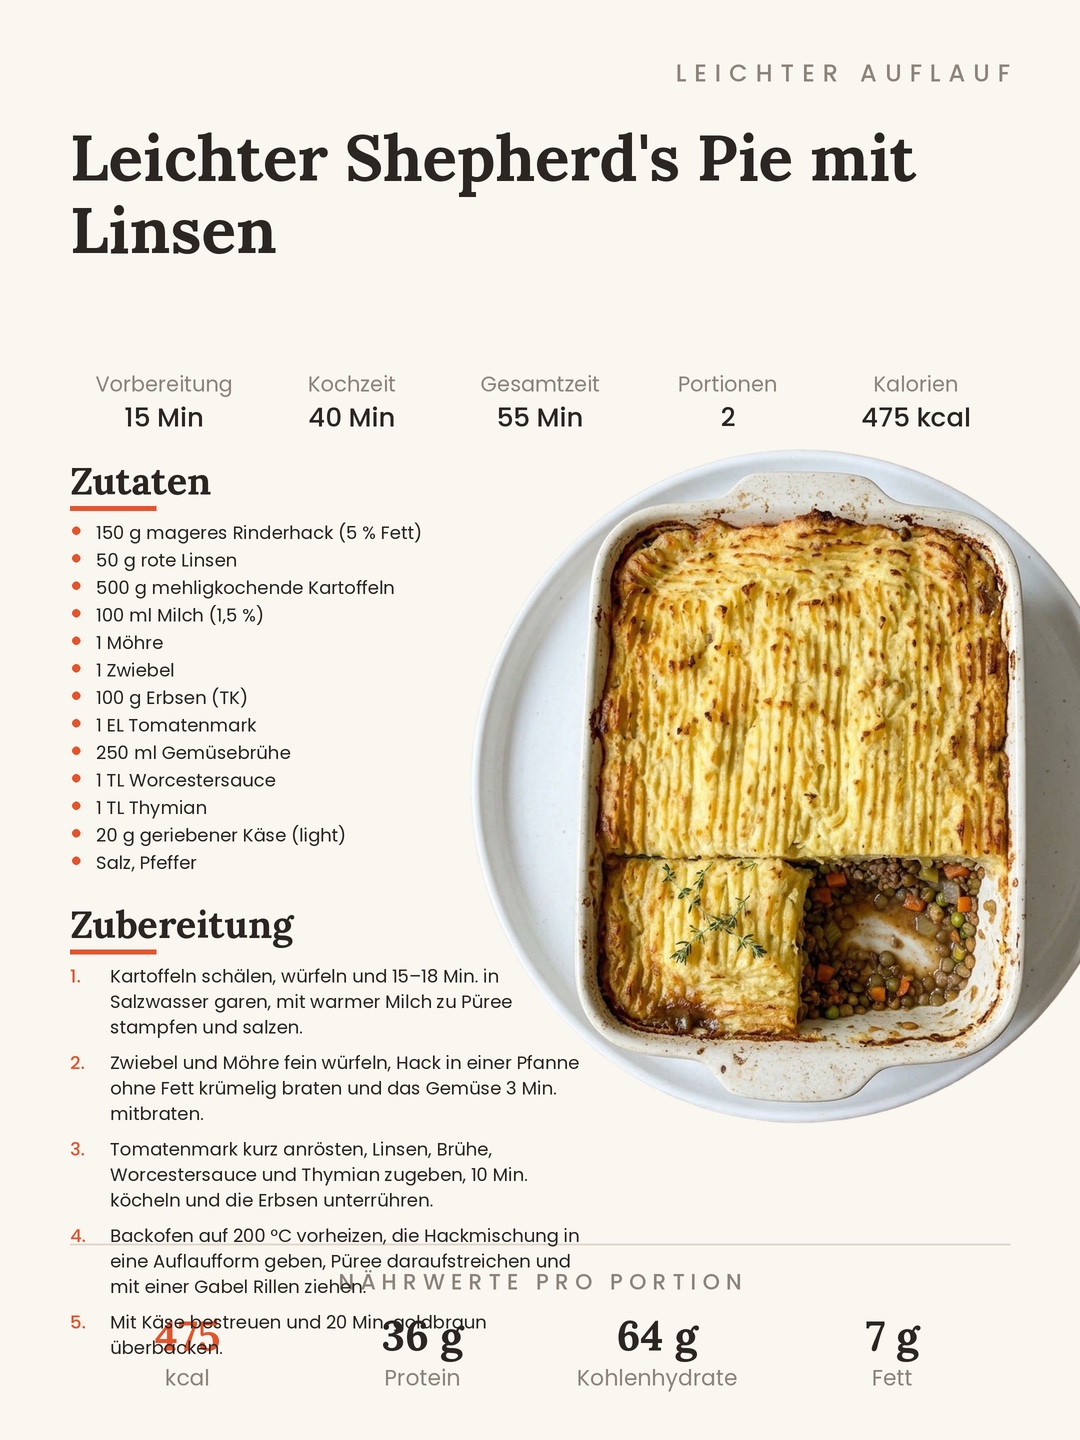 LEICHTER AUFLAUF
Leichter Shepherd's Pie mit
Linsen
Vorbereitung
15 Min
Kochzeit
40 Min
Gesamtzeit
55 Min
Portionen
2
Kalorien
475 kcal
Zutaten
150 g mageres Rinderhack (5 % Fett)
50 g rote Linsen
500 g mehligkochende Kartoffeln
100 ml Milch (1,5 %)
1 Möhre
1 Zwiebel
100 g Erbsen (TK)
1 EL Tomatenmark
250 ml Gemüsebrühe
1 TL Worcestersauce
1 TL Thymian
20 g geriebener Käse (light)
Salz, Pfeffer
Zubereitung
1. Kartoffeln schälen, würfeln und 15–18 Min. in
Salzwasser garen, mit warmer Milch zu Püree
stampfen und salzen.
2. Zwiebel und Möhre fein würfeln, Hack in einer Pfanne
ohne Fett krümelig braten und das Gemüse 3 Min.
mitbraten.
3. Tomatenmark kurz anrösten, Linsen, Brühe,
Worcestersauce und Thymian zugeben, 10 Min.
köcheln und die Erbsen unterrühren.
4. Backofen auf 200 °C vorheizen, die Hackmischung in
eine Auflaufform geben, Püree daraufstreichen und
mit einer Gabel Rillen ziehen.
5. Mit Käse bestreuen und 20 Min. goldbraun
überbacken.
NÄHRWERTE PRO PORTION
475
kcal
36 g
Protein
64 g
Kohlenhydrate
7 g
Fett